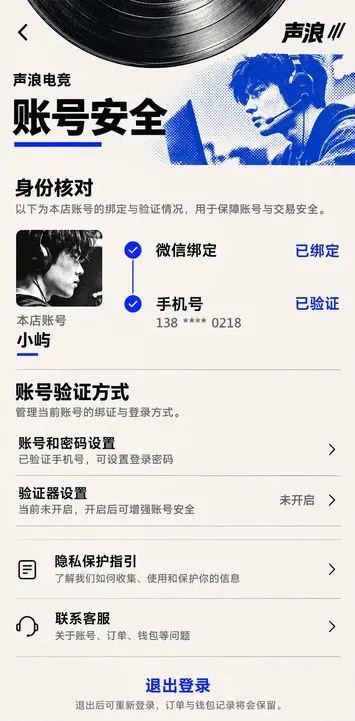 声浪
声浪电竞
账号安全
身份核对
以下为本店账号的绑定与验证情况，用于保障账号与交易安全。
微信绑定
已绑定
手机号
已验证
138 **** 0218
本店账号
小屿
账号验证方式
管理当前账号的绑证与登录方式。
账号和密码设置
已验证手机号，可设置登录密码
验证器设置
未开启
当前未开启，开启后可增强账号安全
隐私保护指引
了解我们如何收集、使用和保护你的信息
联系客服
关于账号、订单、钱包等问题
退出登录
退出后可重新登录，订单与钱包记录将会保留。